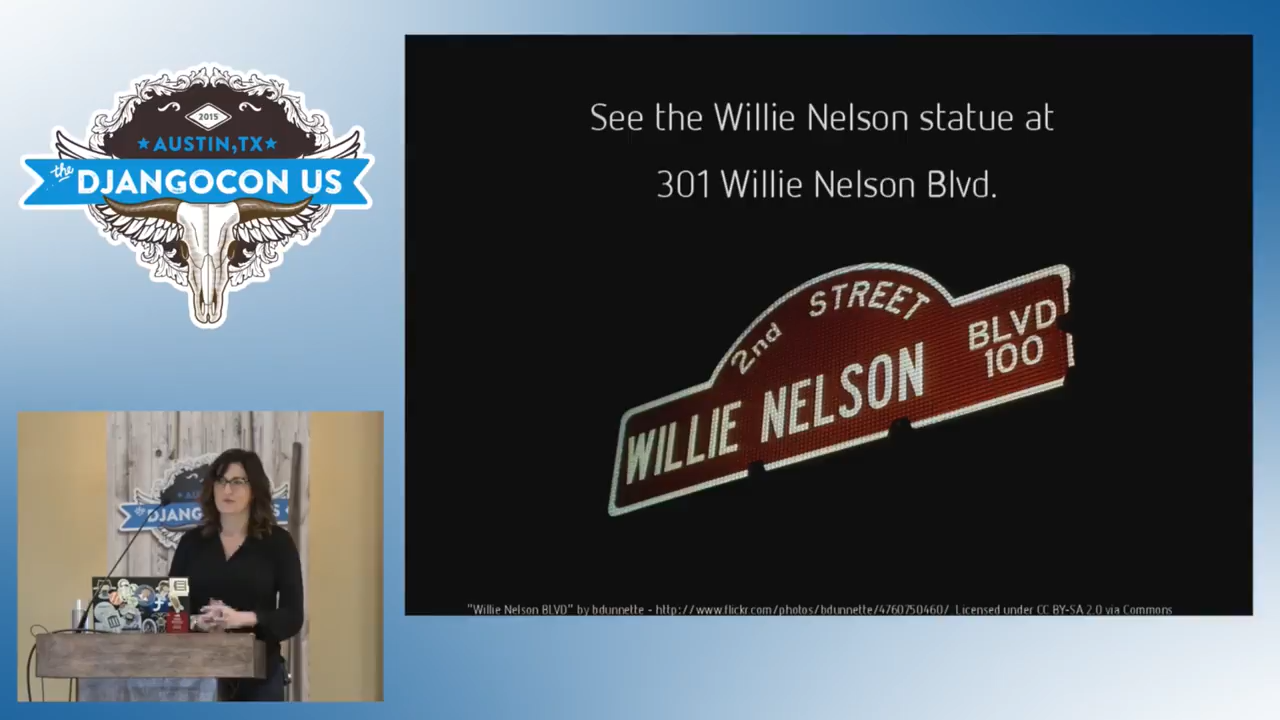 2015
AUSTIN, TX
the DJANGOCON US
See the Willie Nelson statue at
301 Willie Nelson Blvd.
2nd STREET
WILLIE NELSON BLVD
100
"Willie Nelson BLVD" by bdunnette - http://www.flickr.com/photos/bdunnette/4760750460/ Licensed under CC BY-SA 2.0 via Commons
the DJANGO S